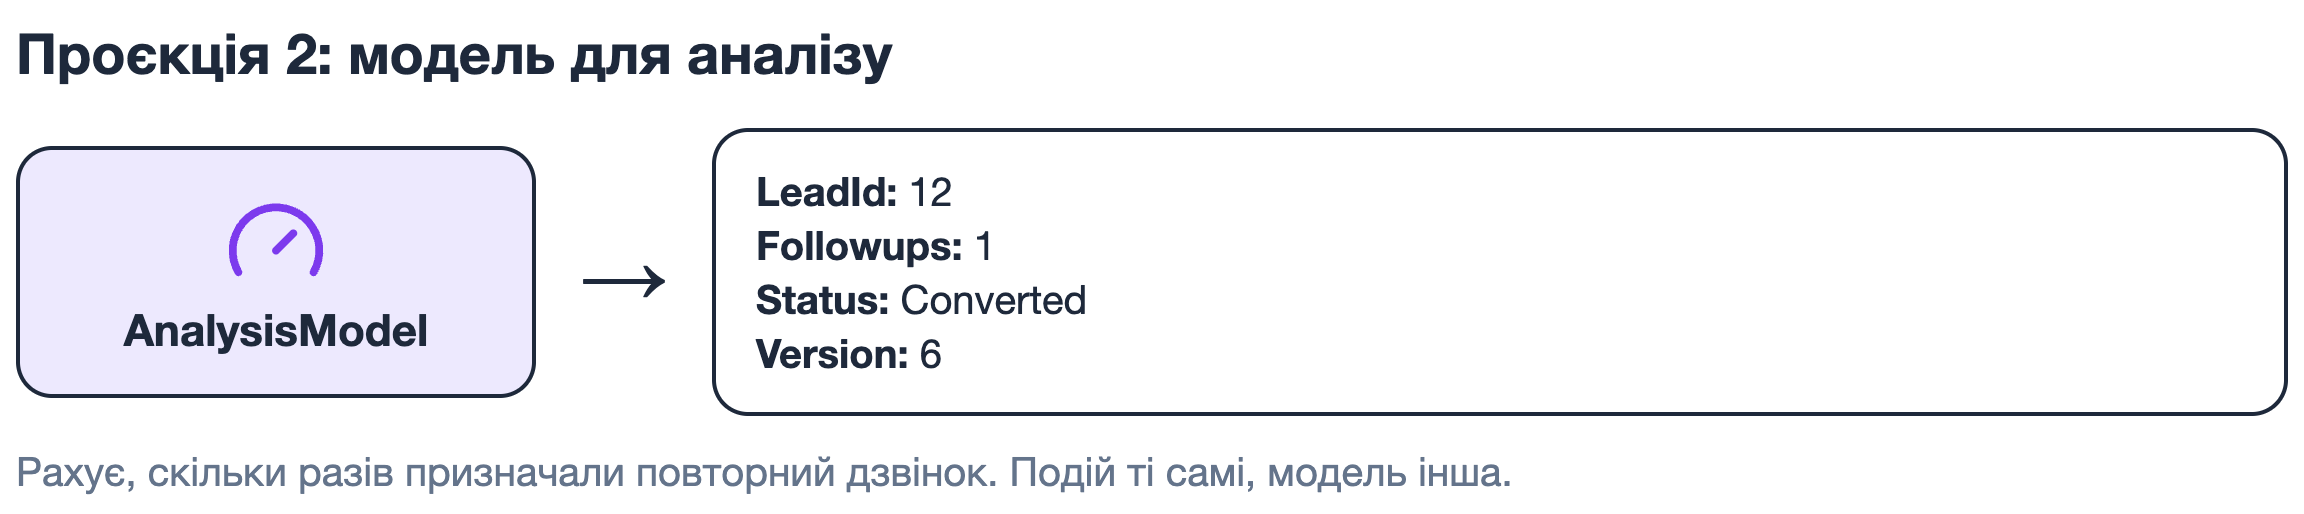 Проєкція 2: модель для аналізу
AnalysisModel
LeadId: 12
Followups: 1
Status: Converted
Version: 6
Рахує, скільки разів призначали повторний дзвінок. Подій ті самі, модель інша.